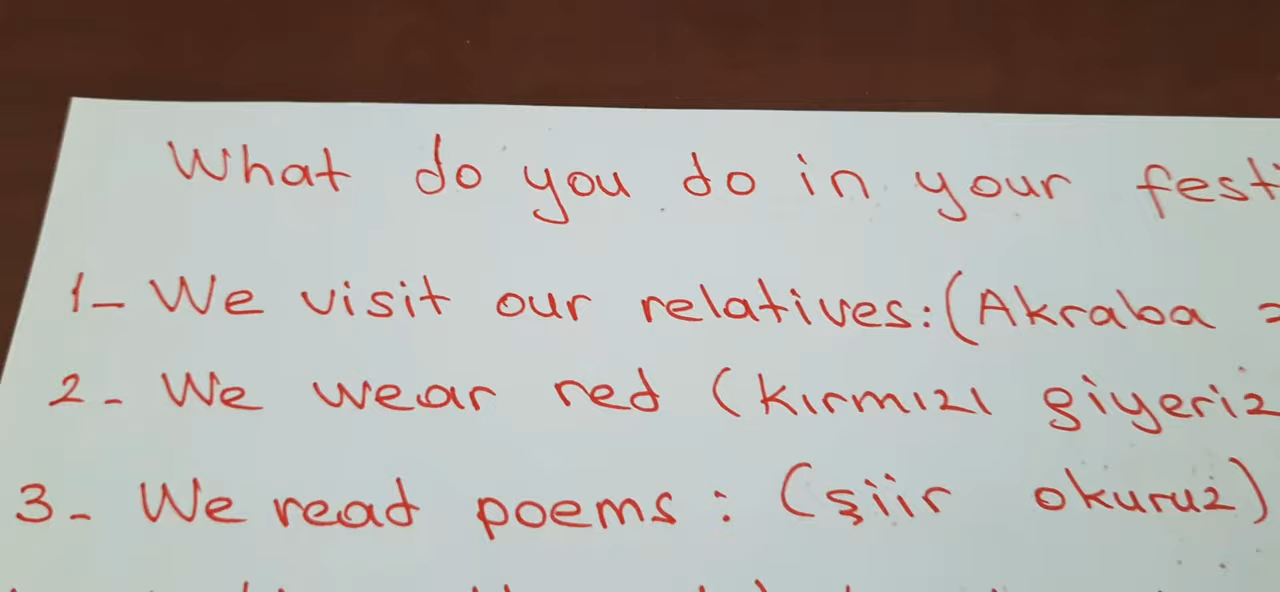 What do you do in your festi
1- We visit our relatives: (Akraba
2- We wear red (kırmızı giyeriz
3- We read poems : (şiir okuruz)